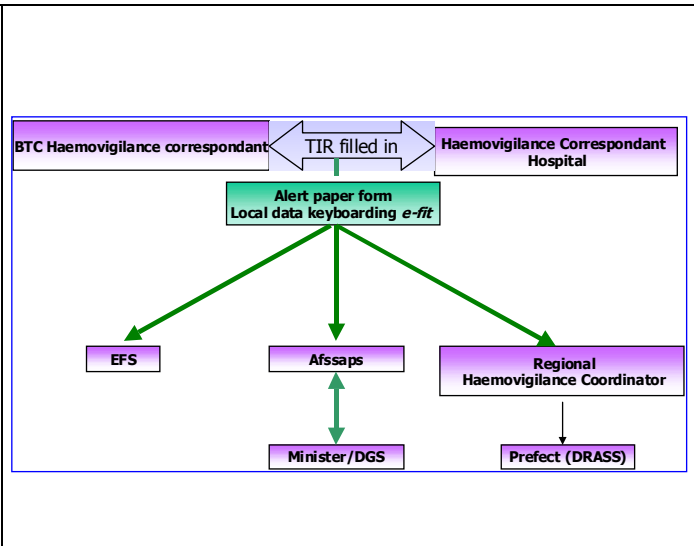 BTC Haemovigilance correspondant
TIR filled in
Haemovigilance Correspondant
Hospital
Alert paper form
Local data keyboarding e-fit
EFS
Afssaps
Regional
Haemovigilance Coordinator
Minister/DGS
Prefect (DRASS)